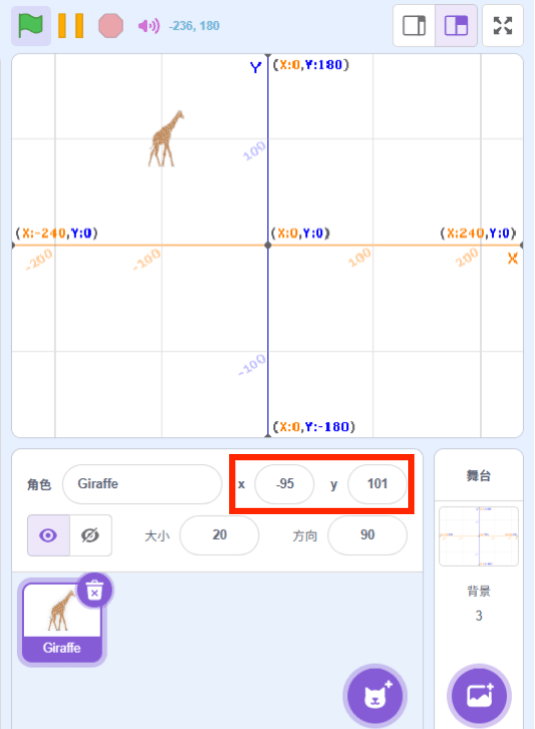 -236, 180
Y (X:0,Y:180)
100
(X:-240,Y:0) (X:0,Y:0) (X:240,Y:0)
-200 -100 100 200 X
-100
(X:0,Y:-180)
角色 Giraffe x -95 y 101
大小 20 方向 90
Giraffe
舞台
背景
3